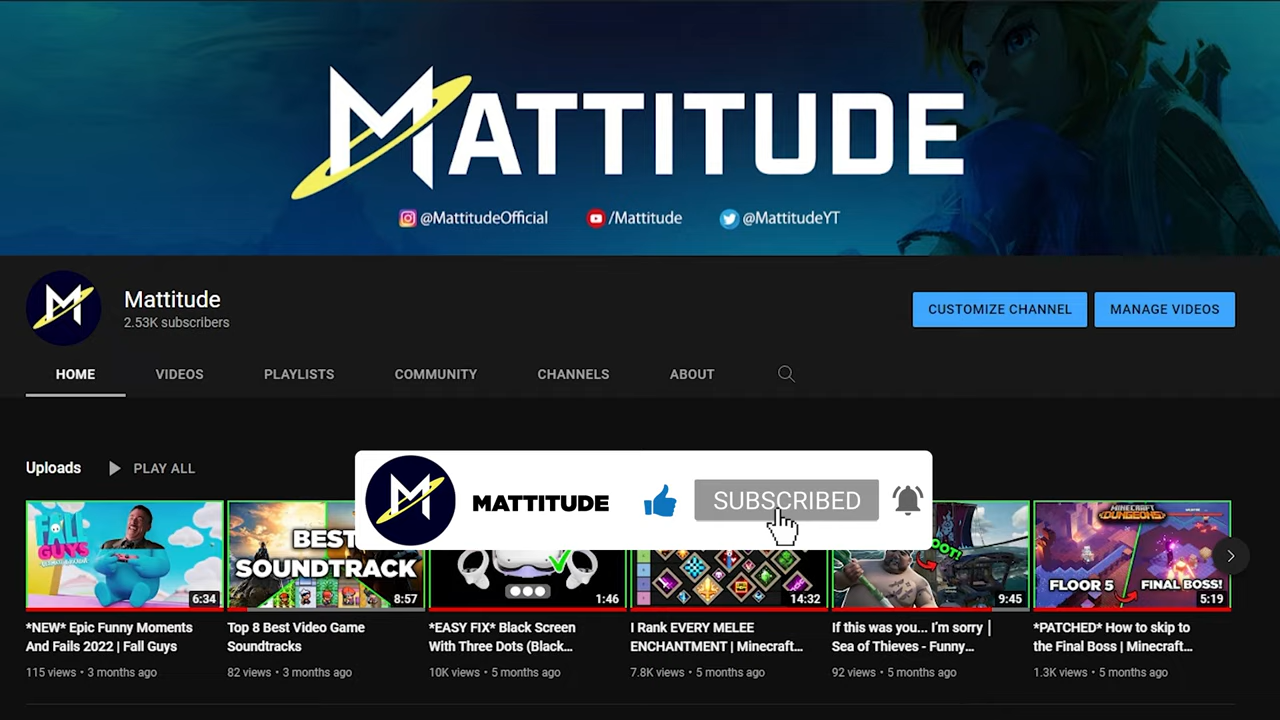 MATTITUDE
@MattitudeOfficial
/Mattitude
@MattitudeYT
Mattitude
2.53K subscribers
CUSTOMIZE CHANNEL
MANAGE VIDEOS
HOME
VIDEOS
PLAYLISTS
COMMUNITY
CHANNELS
ABOUT
Uploads
PLAY ALL
M
MATTITUDE
SUBSCRIBED
FALL
GUYS
6:34
BEST
SOUNDTRACK
8:57
1:46
14:32
9:45
MINECRAFT
DUNGEONS
FLOOR 5
FINAL BOSS!
5:19
*NEW* Epic Funny Moments
And Fails 2022 | Fall Guys
115 views • 3 months ago
Top 8 Best Video Game
Soundtracks
82 views • 3 months ago
*EASY FIX* Black Screen
With Three Dots (Black...
10K views • 5 months ago
I Rank EVERY MELEE
ENCHANTMENT | Minecraft...
7.8K views • 5 months ago
If this was you... I'm sorry |
Sea of Thieves - Funny...
92 views • 5 months ago
*PATCHED* How to skip to
the Final Boss | Minecraft...
1.3K views • 5 months ago